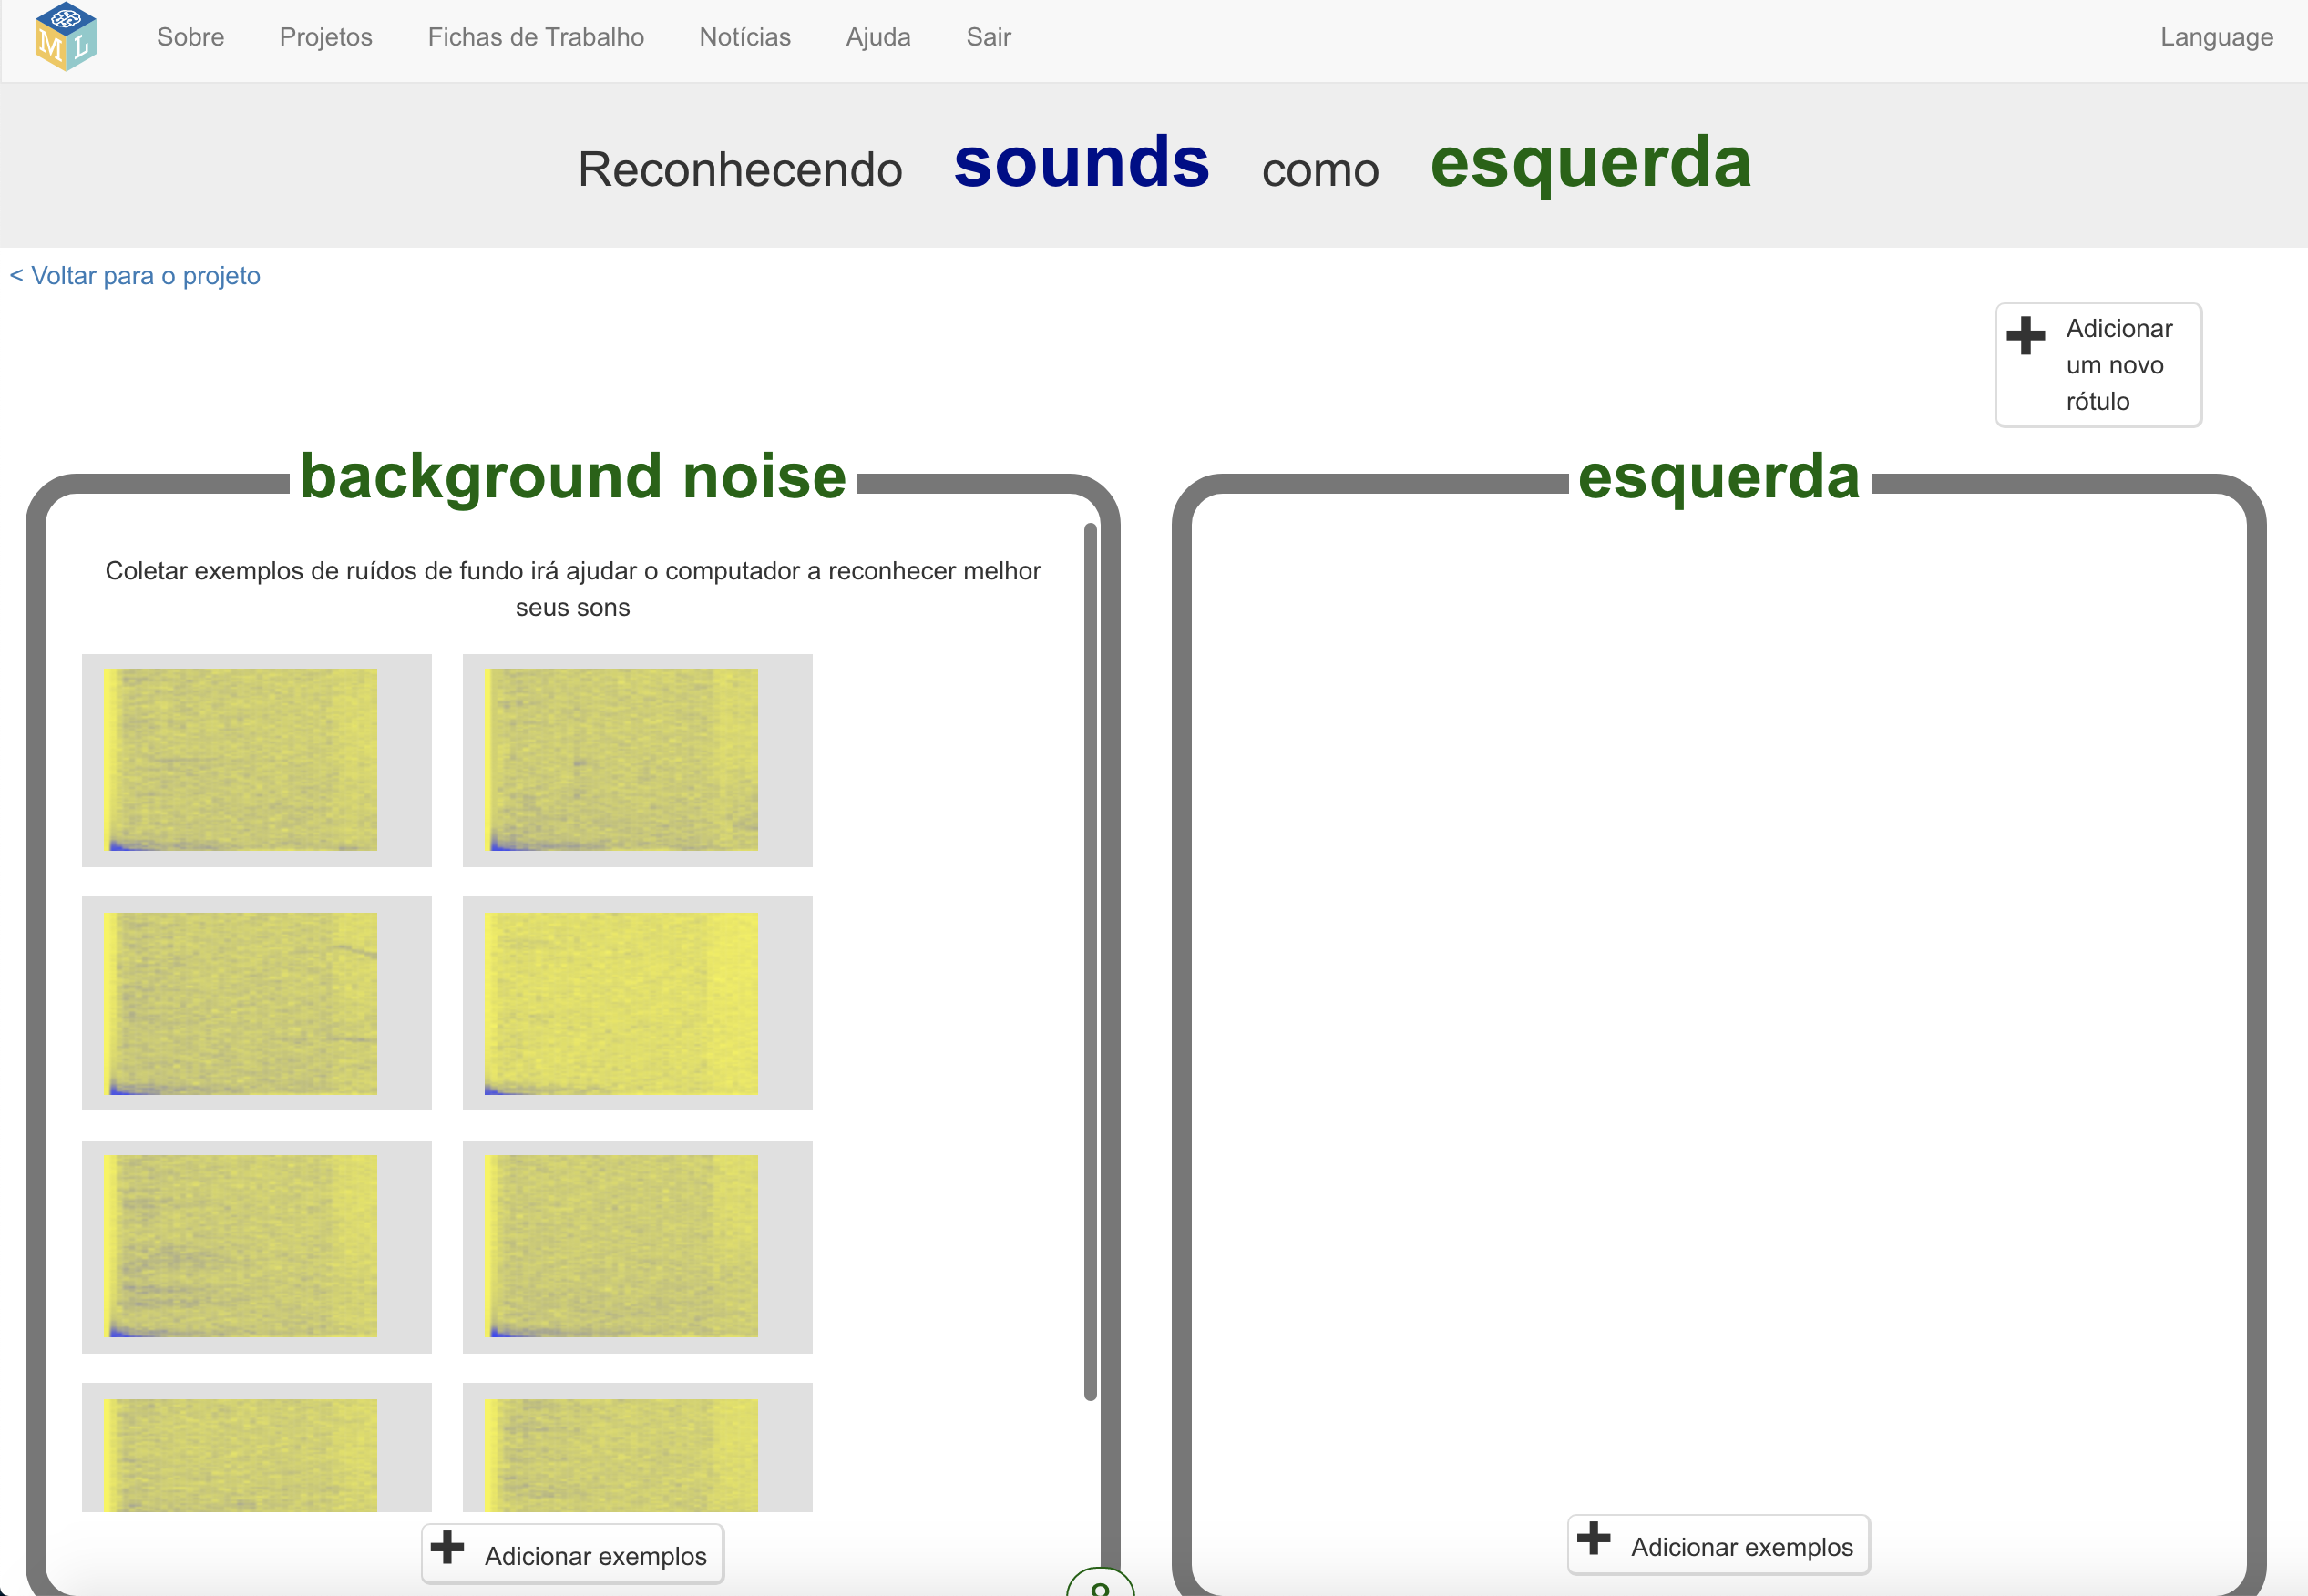 M L
Sobre Projetos Fichas de Trabalho Notícias Ajuda Sair Language
Reconhecendo sounds como esquerda
< Voltar para o projeto
Adicionar
um novo
rótulo
background noise
Coletar exemplos de ruídos de fundo irá ajudar o computador a reconhecer melhor
seus sons
Adicionar exemplos
esquerda
Adicionar exemplos